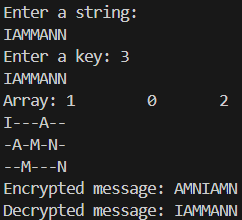 Enter a string:
IAMMANN
Enter a key: 3
IAMMANN
Array: 1        0       2
I---A--
-A-M-N-
--M---N
Encrypted message: AMNIAMN
Decrypted message: IAMMANN